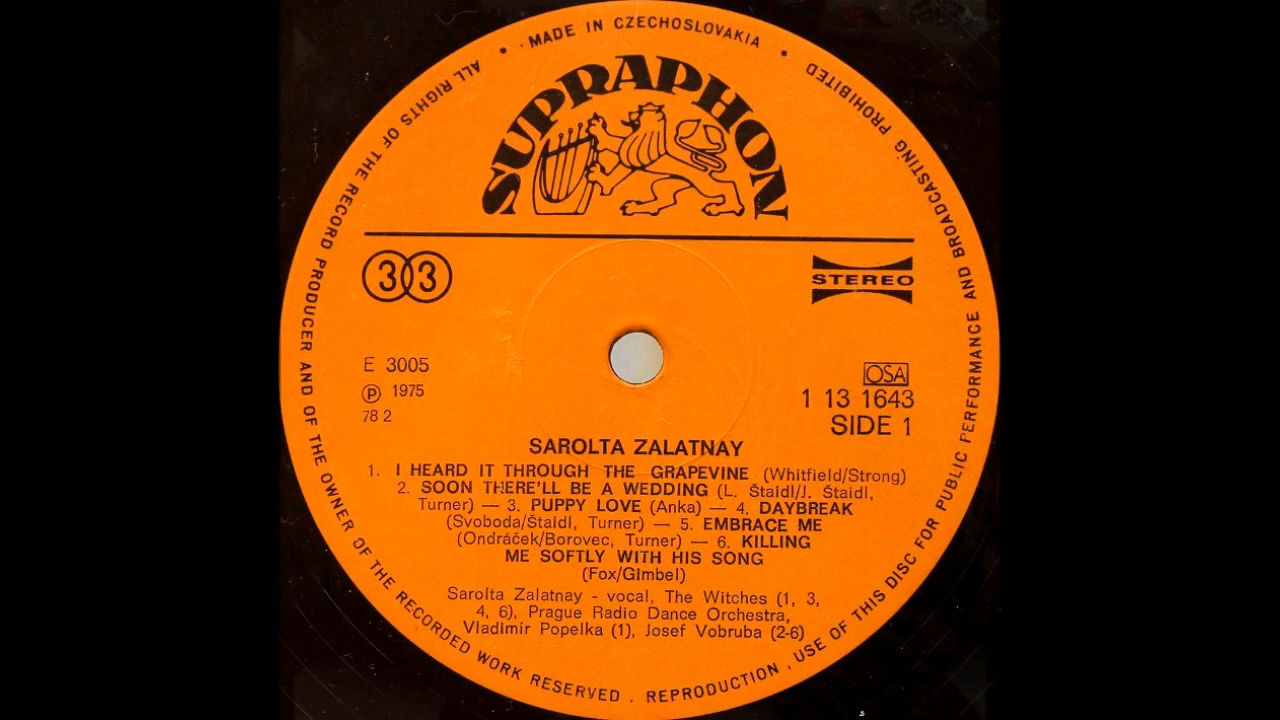 · MADE IN CZECHOSLOVAKIA ·
ALL RIGHTS OF THE RECORD PRODUCER AND OF THE OWNER OF THE RECORDED WORK RESERVED . REPRODUCTION , USE OF THIS DISC FOR PUBLIC PERFORMANCE AND BROADCASTING PROHIBITED
SUPRAPHON
33
STEREO
E 3005
℗ 1975
78 2
OSA
1 13 1643
SIDE 1
SAROLTA ZALATNAY
1. I HEARD IT THROUGH THE GRAPEVINE (Whitfield/Strong)
2. SOON THERE'LL BE A WEDDING (L. Štaidl/J. Štaidl,
Turner) — 3. PUPPY LOVE (Anka) — 4. DAYBREAK
(Svoboda/Štaidl, Turner) — 5. EMBRACE ME
(Ondráček/Borovec, Turner) — 6. KILLING
ME SOFTLY WITH HIS SONG
(Fox/Gimbel)
Sarolta Zalatnay - vocal, The Witches (1, 3,
4, 6), Prague Radio Dance Orchestra,
Vladimír Popelka (1), Josef Vobruba (2-6)